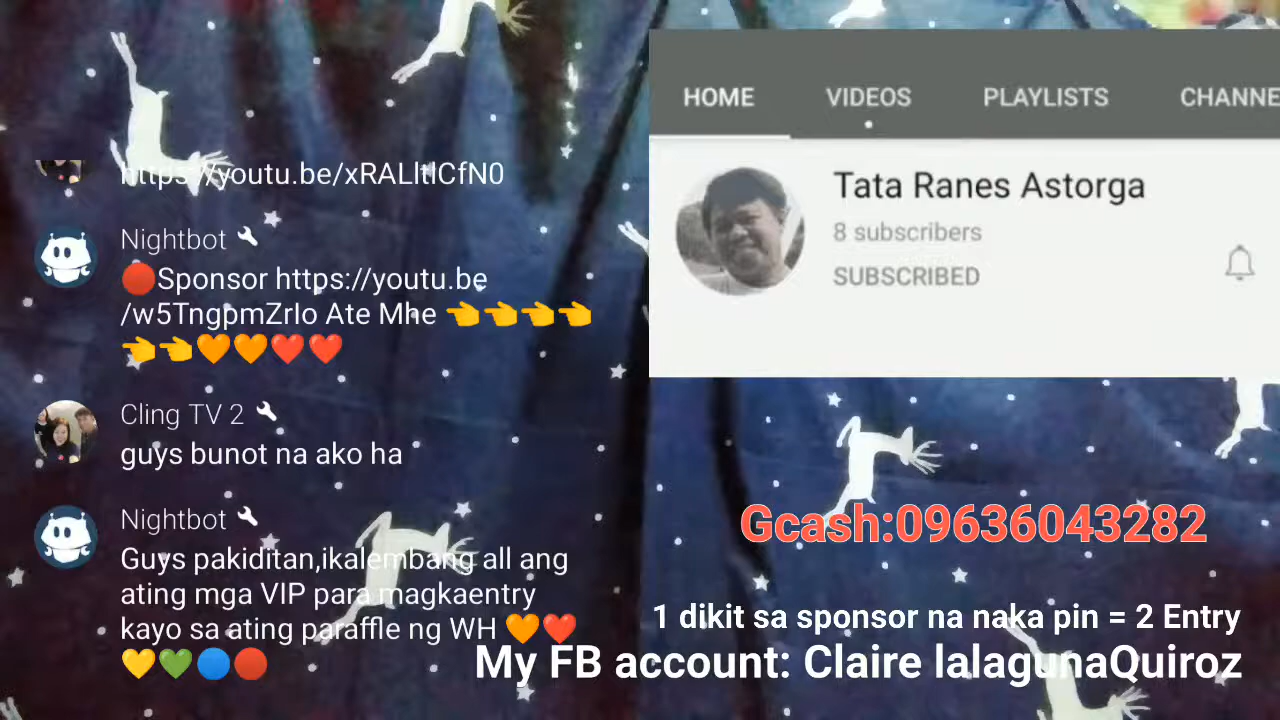 https://youtu.be/xRALltlCfN0
Nightbot
🔴Sponsor https://youtu.be
/w5TngpmZrIo Ate Mhe 👈👈👈👈
👈👈🧡🧡❤️❤️
Cling TV 2
guys bunot na ako ha
Nightbot
Guys pakiditan,ikalembang all ang
ating mga VIP para magkaentry
kayo sa ating paraffle ng WH 🧡❤️
💛💚🔵🔴
HOME VIDEOS PLAYLISTS CHANNE
Tata Ranes Astorga
8 subscribers
SUBSCRIBED
Gcash:09636043282
1 dikit sa sponsor na naka pin = 2 Entry
My FB account: Claire lalagunaQuiroz